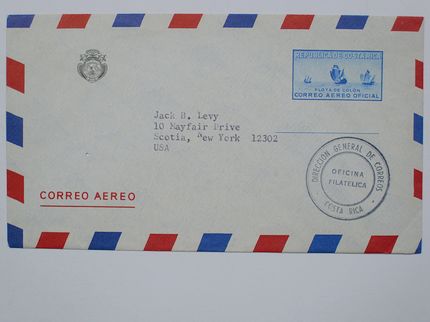 REPUBLICA DE COSTA RICA
FLOTA DE COLON
CORREO AEREO OFICIAL
Jack B. Levy
10 Mayfair Drive
Scotia, New York 12302
USA
DIRECCION GENERAL DE CORREOS
OFICINA
FILATELICA
COSTA RICA
CORREO AEREO